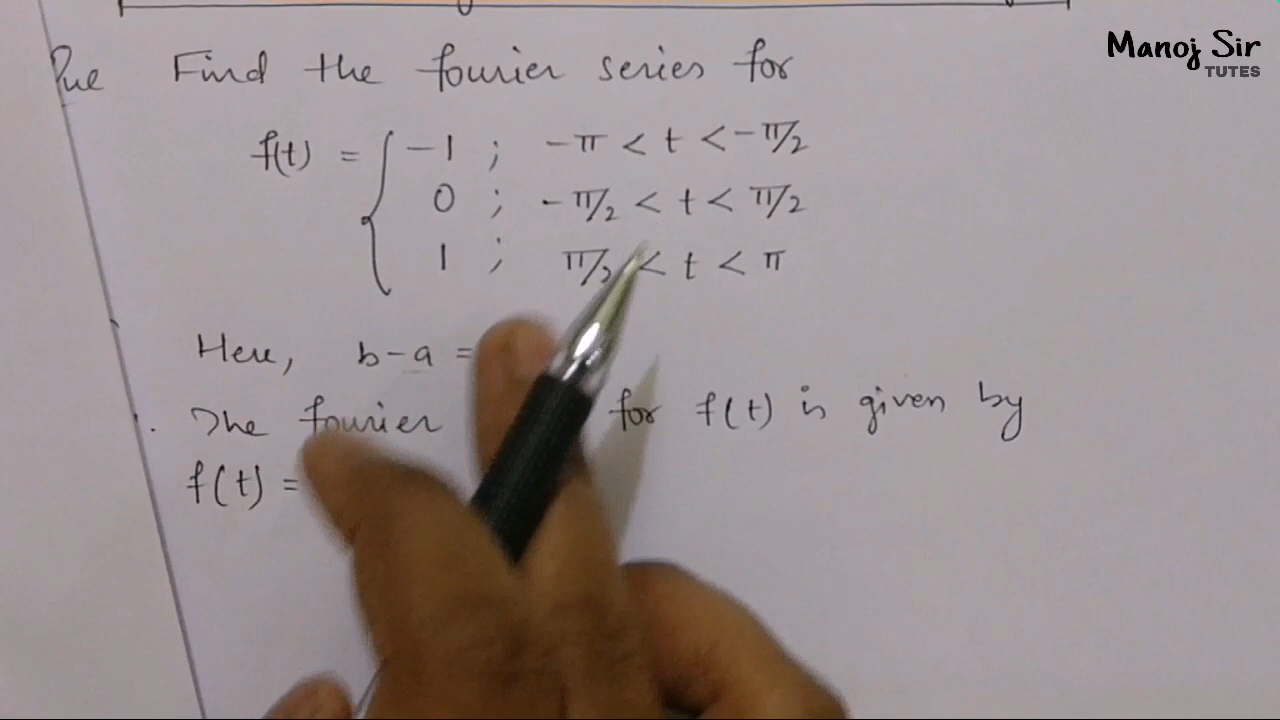 Manoj Sir
TUTES
Que Find the fourier series for
f(t) = { -1 ; -π < t < -π/2
0 ; -π/2 < t < π/2
1 ; π/2 < t < π
Here, b-a =
. The fourier for f(t) is given by
f(t) =